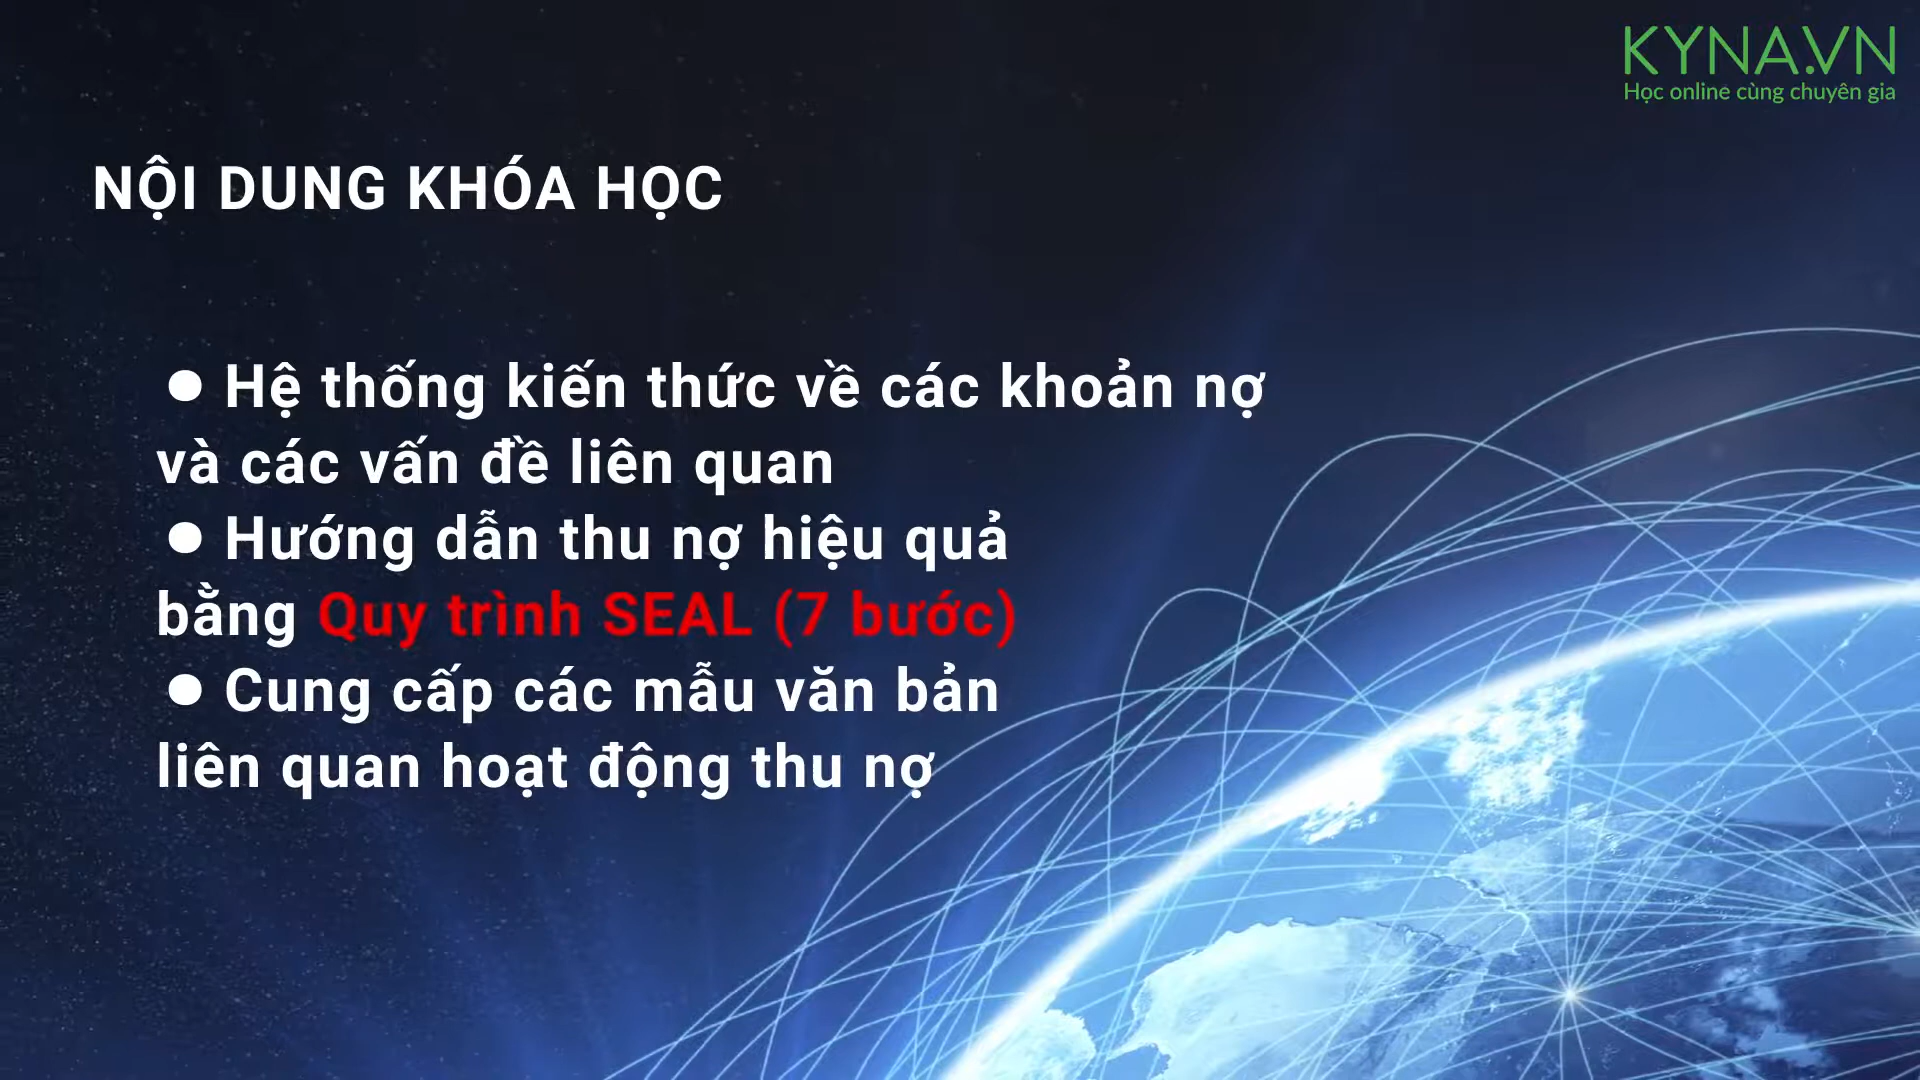 KYNA.VN
Học online cùng chuyên gia
NỘI DUNG KHÓA HỌC
● Hệ thống kiến thức về các khoản nợ
và các vấn đề liên quan
● Hướng dẫn thu nợ hiệu quả
bằng Quy trình SEAL (7 bước)
● Cung cấp các mẫu văn bản
liên quan hoạt động thu nợ